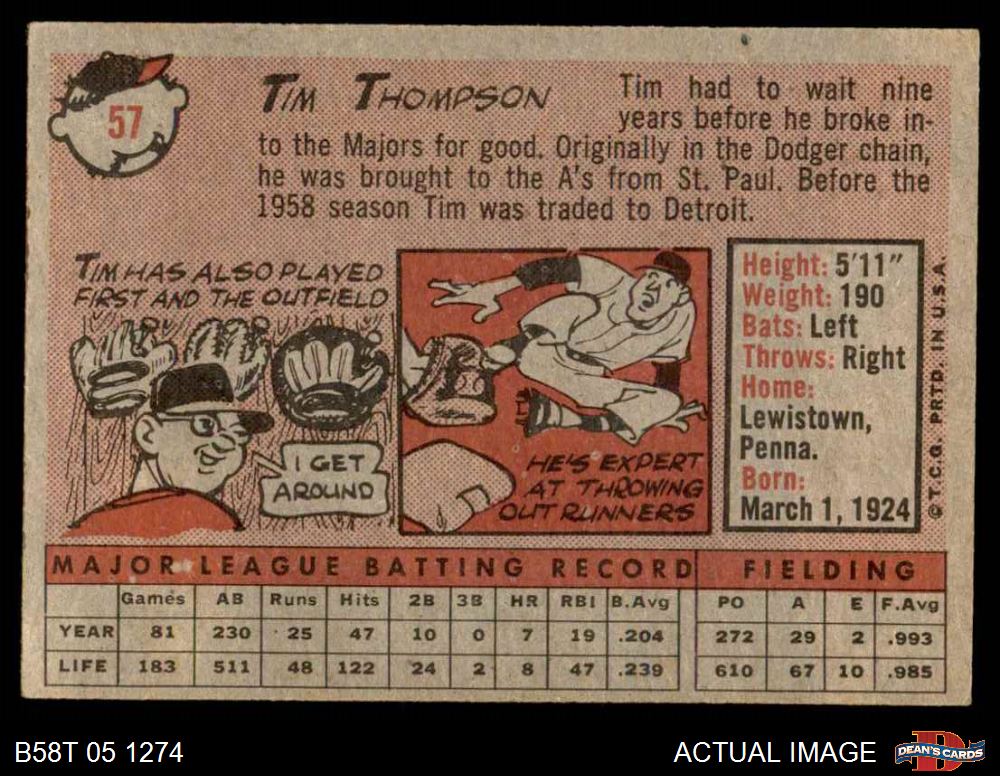 57
TIM THOMPSON
Tim had to wait nine
years before he broke in-
to the Majors for good. Originally in the Dodger chain,
he was brought to the A's from St. Paul. Before the
1958 season Tim was traded to Detroit.
TIM HAS ALSO PLAYED
FIRST AND THE OUTFIELD
I GET
AROUND
HE'S EXPERT
AT THROWING
OUT RUNNERS
Height: 5'11"
Weight: 190
Bats: Left
Throws: Right
Home:
Lewistown,
Penna.
Born:
March 1, 1924
© T.C.G. PRTD. IN U.S.A.
MAJOR LEAGUE BATTING RECORD FIELDING
Games AB Runs Hits 2B 3B HR RBI B.Avg PO A E F.Avg
YEAR 81 230 25 47 10 0 7 19 .204 272 29 2 .993
LIFE 183 511 48 122 24 2 8 47 .239 610 67 10 .985
B58T 05 1274 ACTUAL IMAGE DEAN'S CARDS